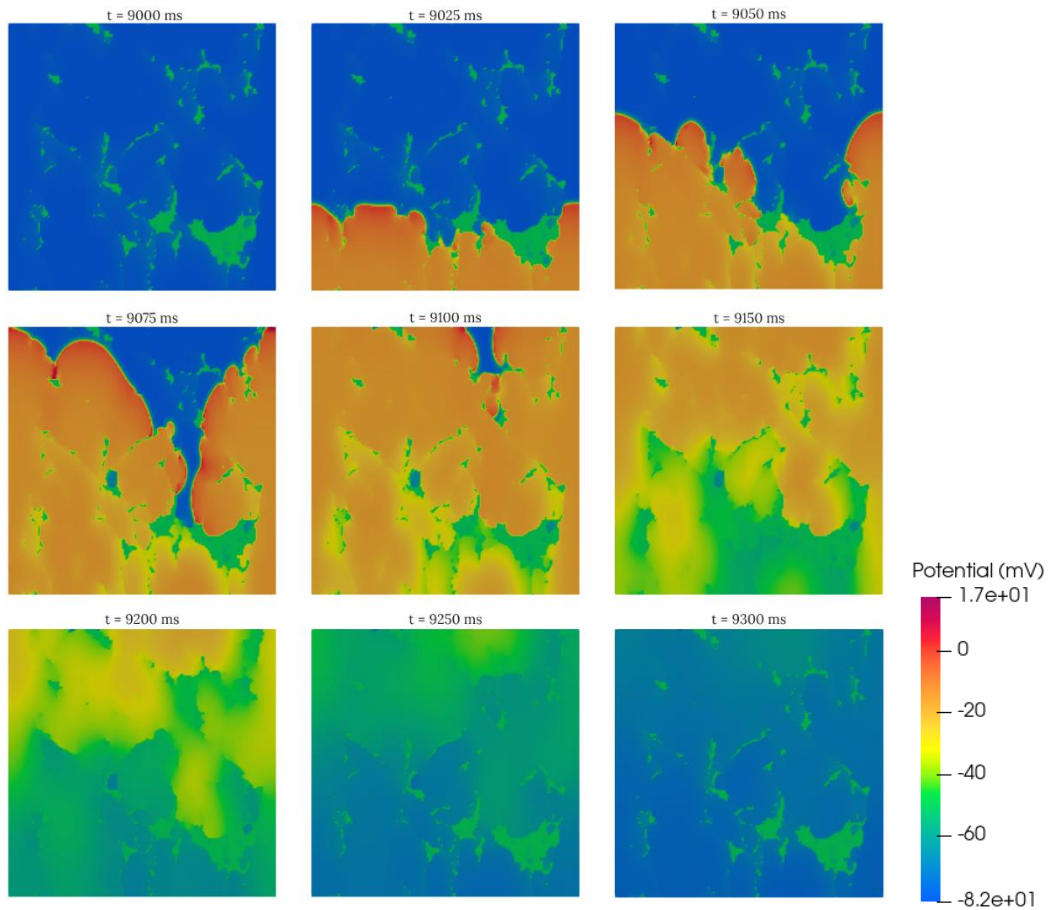 t = 9000 ms
t = 9025 ms
t = 9050 ms
t = 9075 ms
t = 9100 ms
t = 9150 ms
t = 9200 ms
t = 9250 ms
t = 9300 ms
Potential (mV)
1.7e+01
0
-20
-40
-60
-8.2e+01